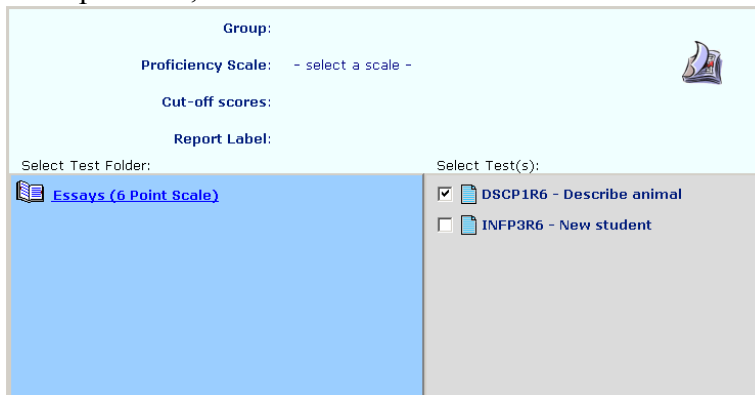 Group:
Proficiency Scale: - select a scale -
Cut-off scores:
Report Label:
Select Test Folder: Select Test(s):
Essays (6 Point Scale) DSCP1R6 - Describe animal
INFP3R6 - New student